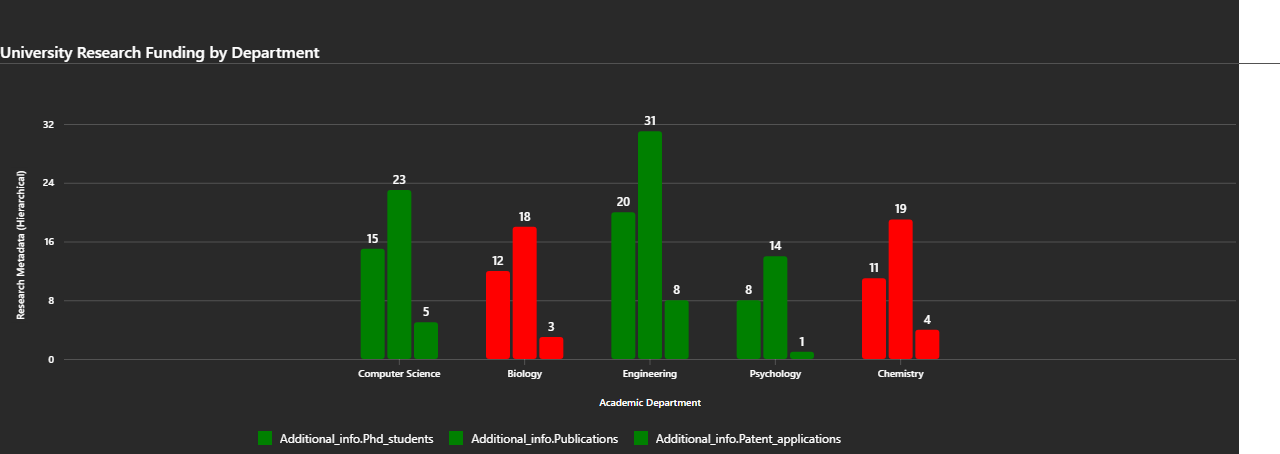 University Research Funding by Department
Research Metadata (Hierarchical)
32
24
16
8
0
15
23
5
12
18
3
20
31
8
8
14
1
11
19
4
Computer Science
Biology
Engineering
Psychology
Chemistry
Academic Department
Additional_info.Phd_students
Additional_info.Publications
Additional_info.Patent_applications